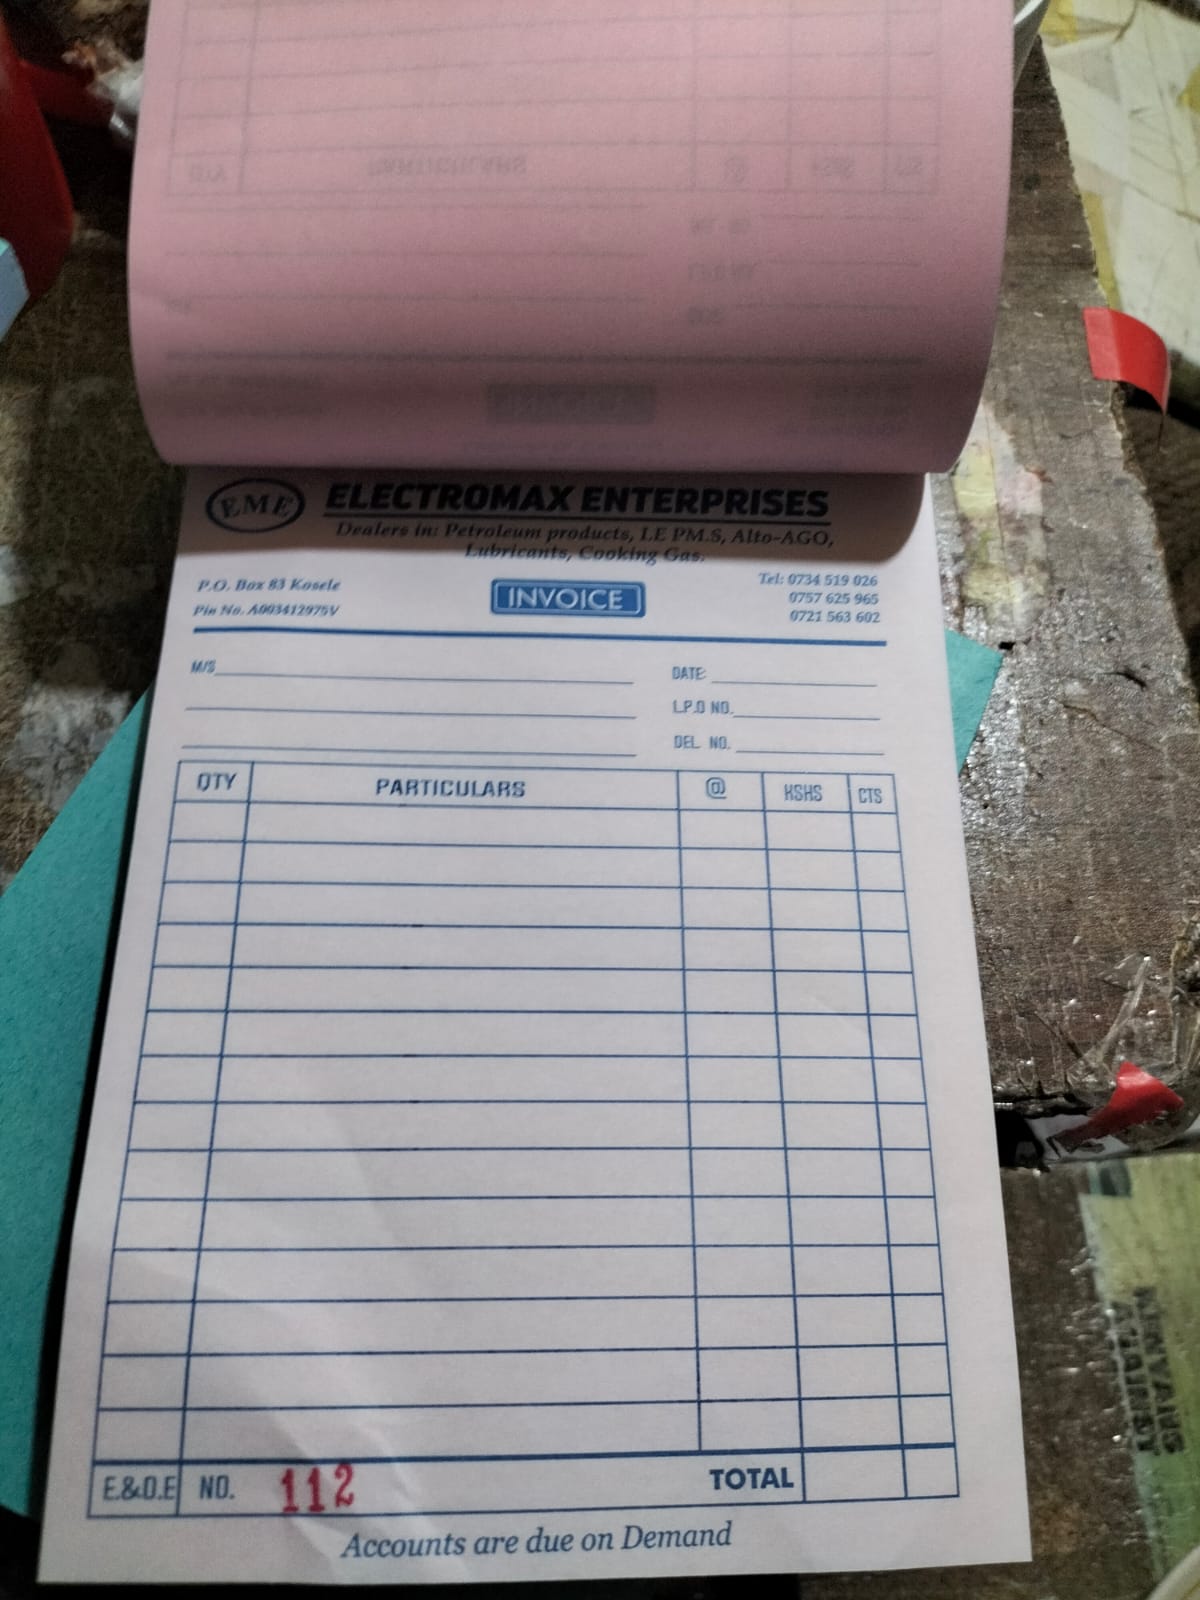 EME
ELECTROMAX ENTERPRISES
Dealers in: Petroleum products, LE PM.S, Alto-AGO,
Lubricants, Cooking Gas.
P.O. Box 83 Kosele
Pin No. A003412975V
INVOICE
Tel: 0734 519 026
0757 625 965
0721 563 602
M/S
DATE:
L.P.O NO.
DEL. NO.
QTY PARTICULARS @ KSHS CTS
E.&.O.E NO. 112 TOTAL
Accounts are due on Demand